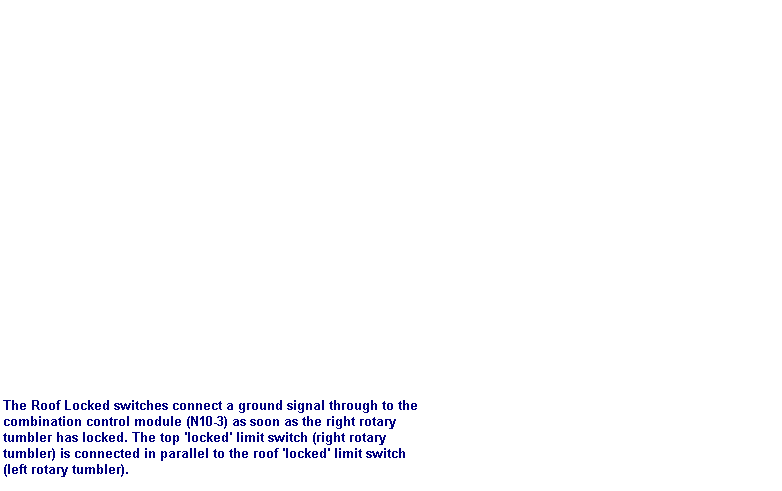 The Roof Locked switches connect a ground signal through to the
combination control module (N10-3) as soon as the right rotary
tumbler has locked. The top 'locked' limit switch (right rotary
tumbler) is connected in parallel to the roof 'locked' limit switch
(left rotary tumbler).